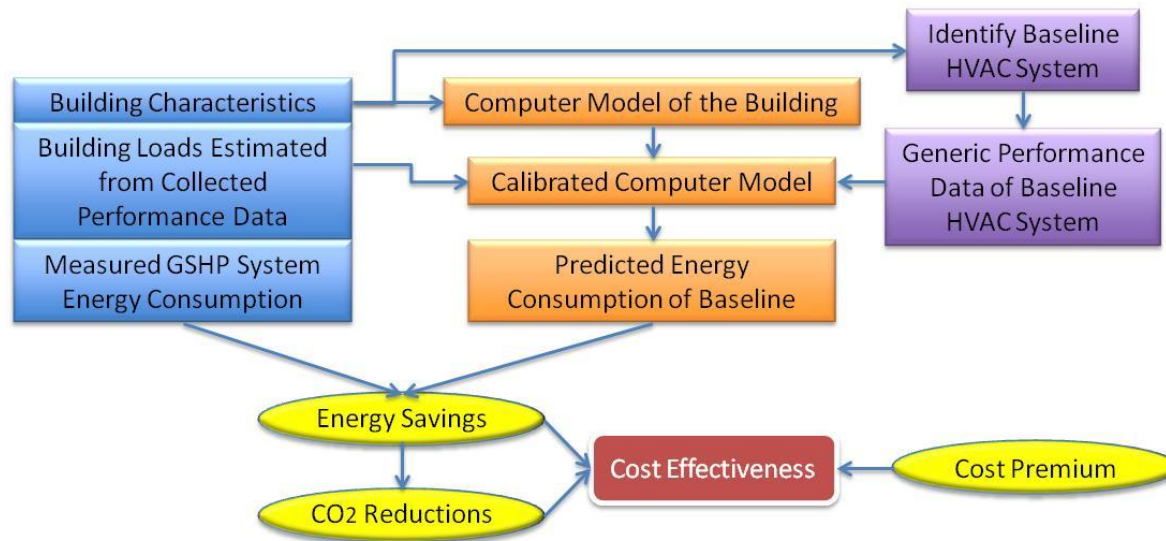 Identify Baseline
HVAC System
Building Characteristics
Computer Model of the Building
Building Loads Estimated
from Collected
Performance Data
Calibrated Computer Model
Generic Performance
Data of Baseline
HVAC System
Measured GSHP System
Energy Consumption
Predicted Energy
Consumption of Baseline
Energy Savings
Cost Effectiveness
Cost Premium
CO2 Reductions